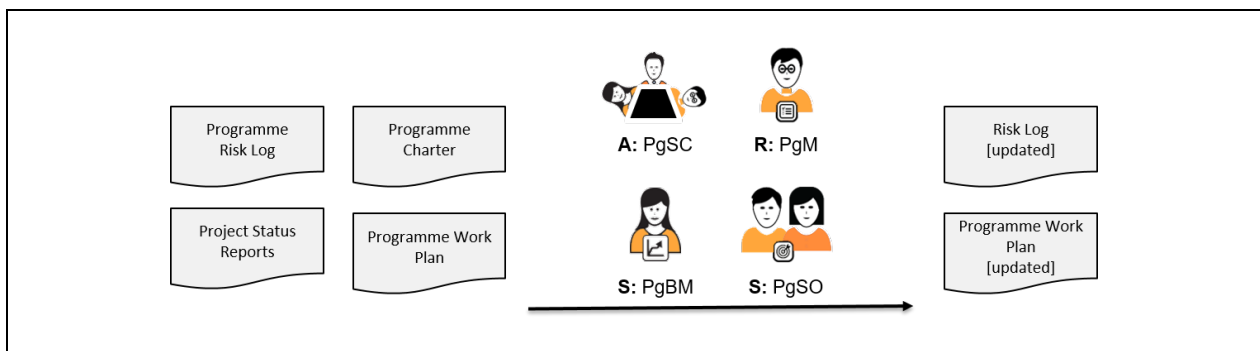 Programme
Risk Log
Programme
Charter
Project Status
Reports
Programme Work
Plan
A: PgSC
R: PgM
S: PgBM
S: PgSO
Risk Log
[updated]
Programme Work
Plan
[updated]